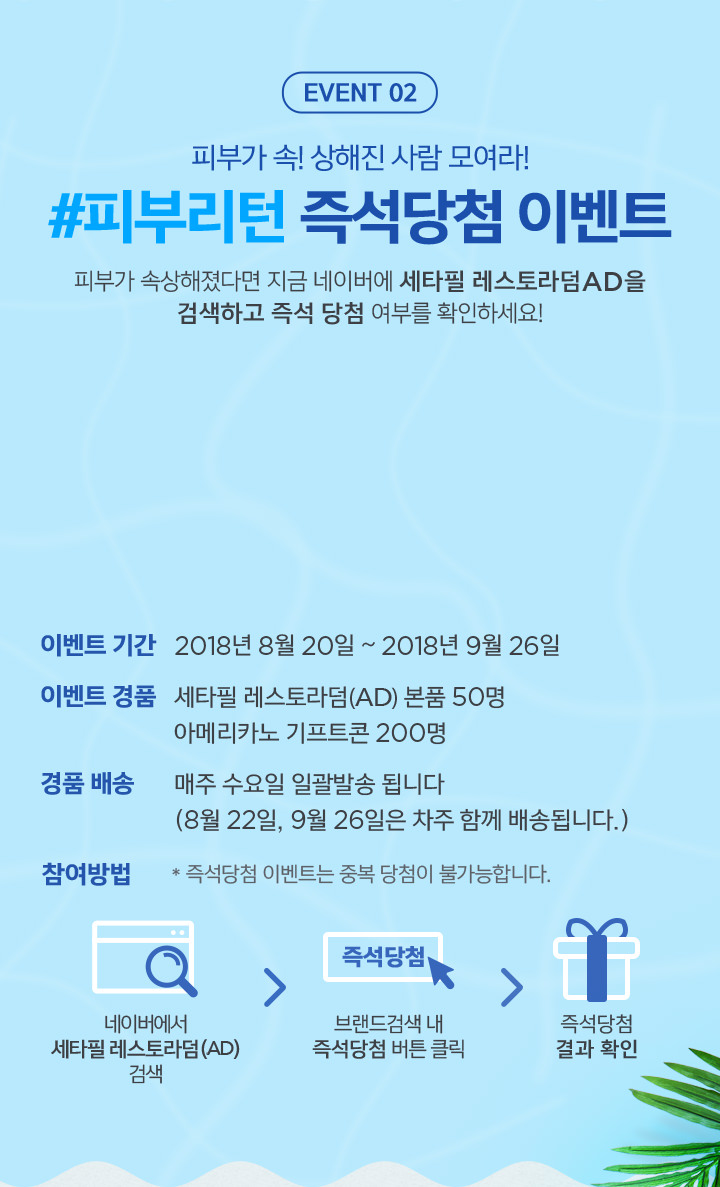 EVENT 02
피부가 속! 상해진 사람 모여라!
#피부리턴 즉석당첨 이벤트
피부가 속상해졌다면 지금 네이버에 세타필 레스토라덤AD을
검색하고 즉석 당첨 여부를 확인하세요!
이벤트 기간 2018년 8월 20일 ~ 2018년 9월 26일
이벤트 경품 세타필 레스토라덤(AD) 본품 50명
아메리카노 기프트콘 200명
경품 배송 매주 수요일 일괄발송 됩니다
(8월 22일, 9월 26일은 차주 함께 배송됩니다.)
참여방법 * 즉석당첨 이벤트는 중복 당첨이 불가능합니다.
즉석당첨
네이버에서
세타필 레스토라덤(AD)
검색
브랜드검색 내
즉석당첨 버튼 클릭
즉석당첨
결과 확인